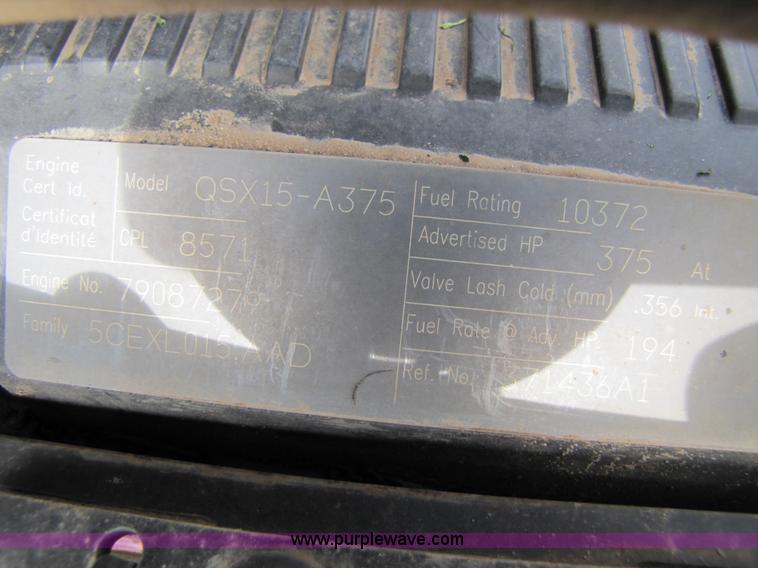 Engine
Cert Id.
Certificat
d'Identité
Model QSX15-A375
CPL 8571
Engine No. 79087279
Family 5CEXL015.AAD
Fuel Rating 10372
Advertised HP 375 At
Valve Lash Cold (mm) .356 Int.
Fuel Rate @ Adv. HP 194
Ref. No.
www.purplewave.com